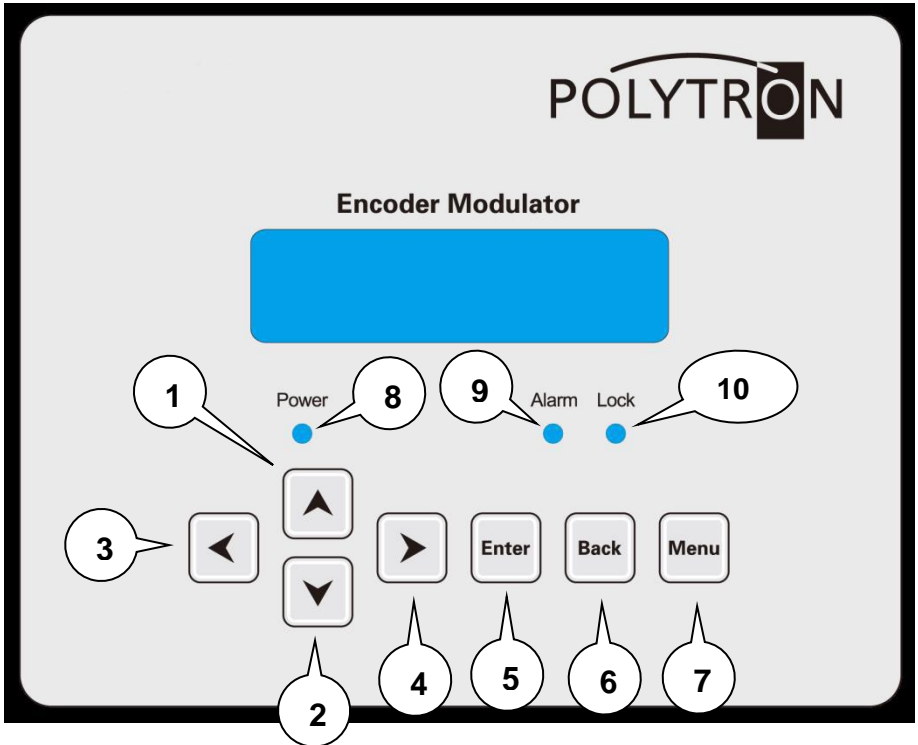 POLYTRON
Encoder Modulator
1
Power
8
9
Alarm
Lock
10
3
Enter
Back
Menu
2
4
5
6
7